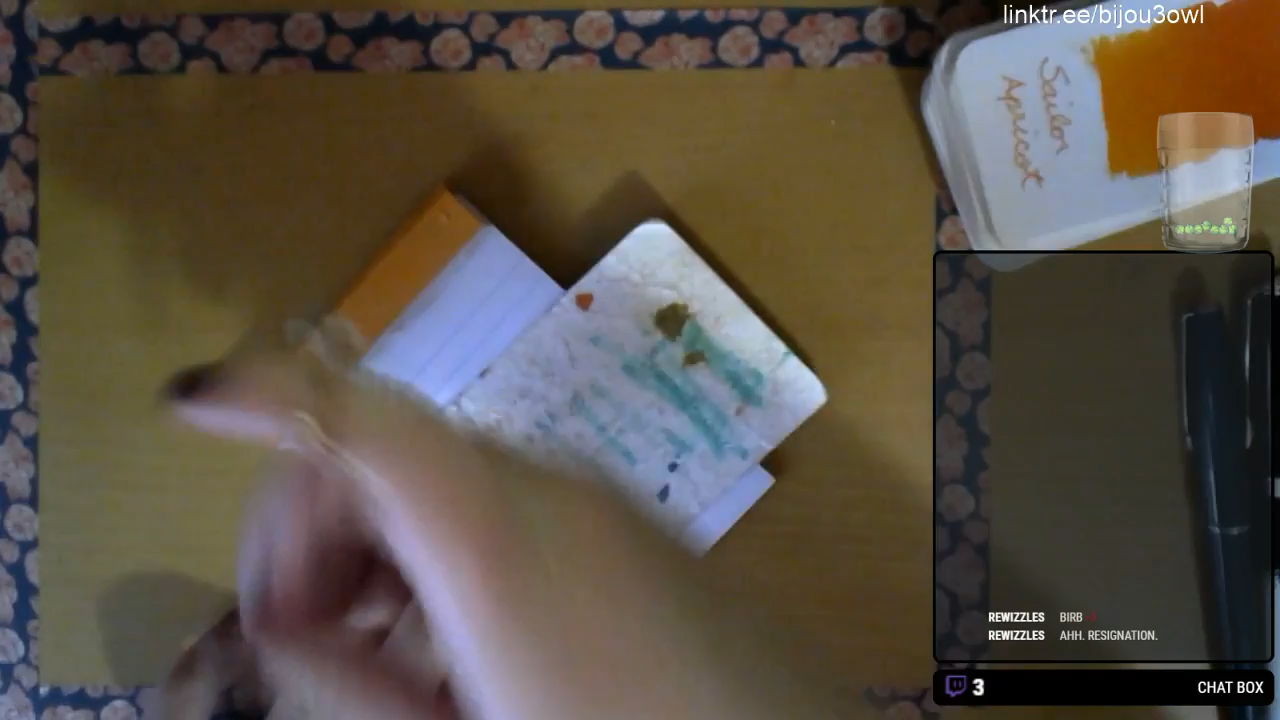 linktr.ee/bijou3owl
Sailor
Apricot
REWIZZLES BIRB
REWIZZLES AHH. RESIGNATION.
3
CHAT BOX